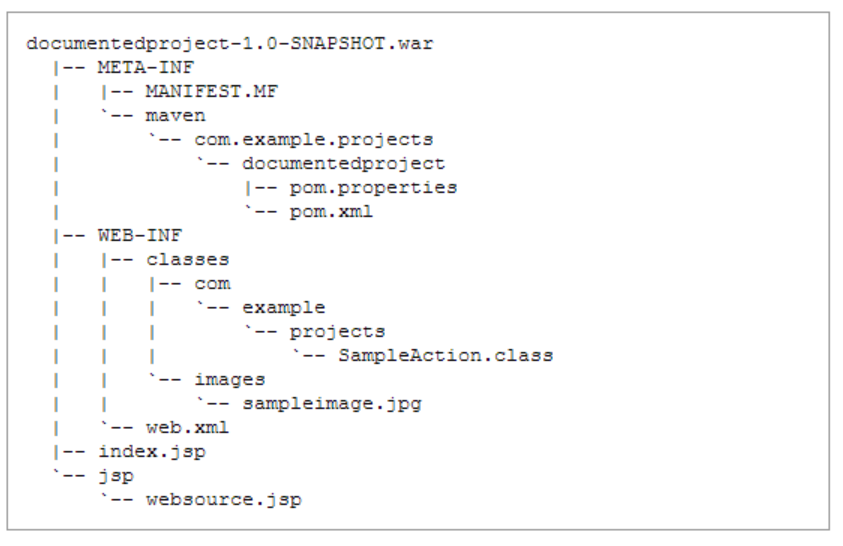 documentedproject-1.0-SNAPSHOT.war
  |-- META-INF
  |   |-- MANIFEST.MF
  |   `-- maven
  |       `-- com.example.projects
  |           `-- documentedproject
  |               |-- pom.properties
  |               `-- pom.xml
  |-- WEB-INF
  |   |-- classes
  |   |   |-- com
  |   |   |   `-- example
  |   |   |       `-- projects
  |   |   |           `-- SampleAction.class
  |   |   `-- images
  |   |       `-- sampleimage.jpg
  |   `-- web.xml
  |-- index.jsp
  `-- jsp
      `-- websource.jsp